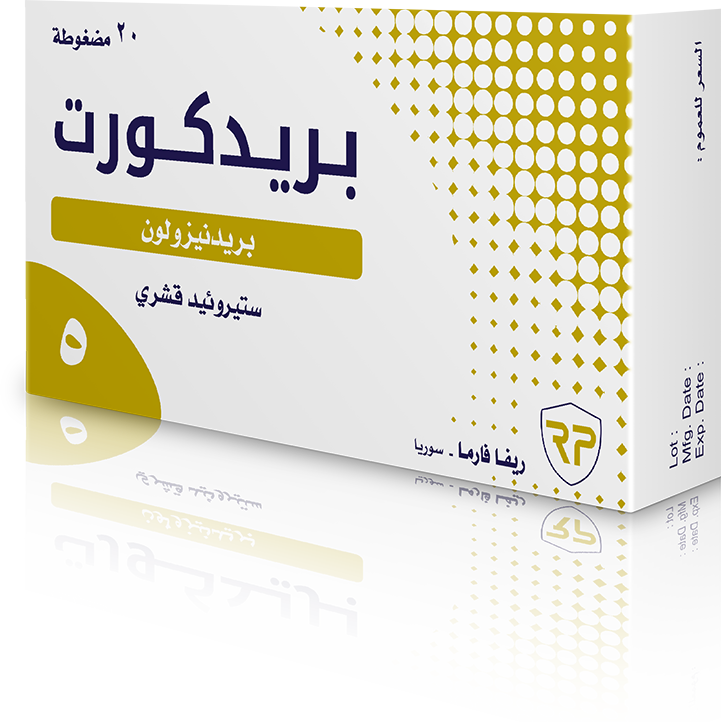 ٢٠ مضغوطة
بريدكورت
بريدنيزولون
ستيروئيد قشري
٥
RP
ريفا فارما - سوريا
السعر للعموم :
Lot :
Mfg. Date :
Exp. Date :